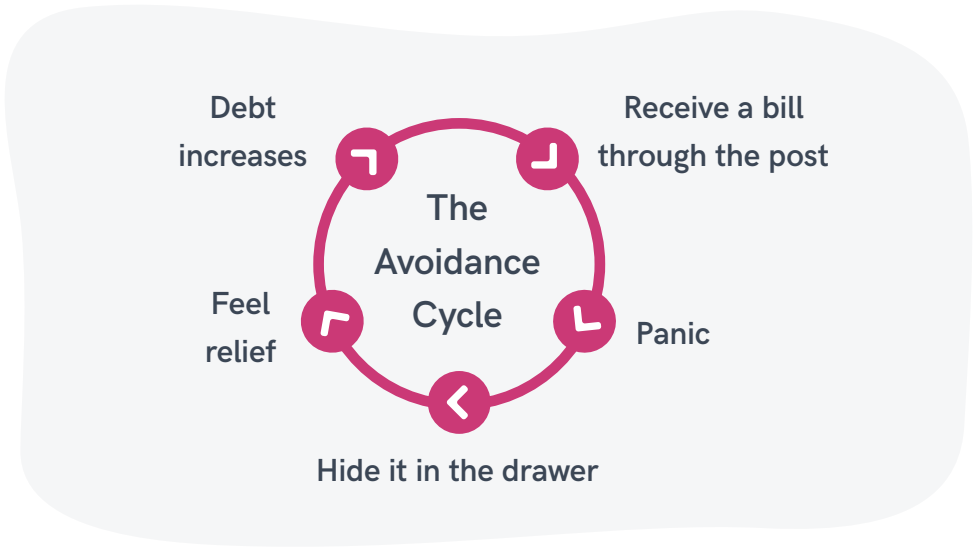 The
Avoidance
Cycle
Receive a bill
through the post
Panic
Hide it in the drawer
Feel
relief
Debt
increases